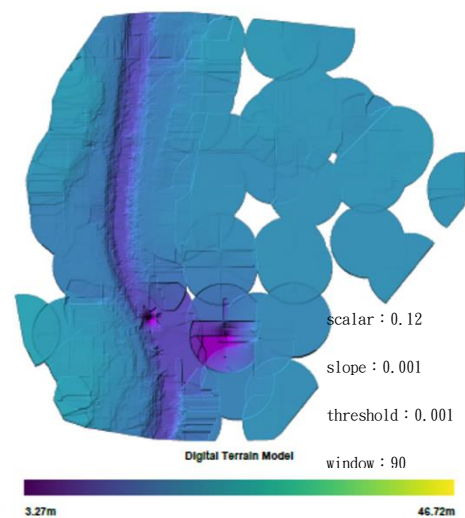 scalar：0.12
slope：0.001
threshold：0.001
window：90
Digital Terrain Model
3.27m
46.72m